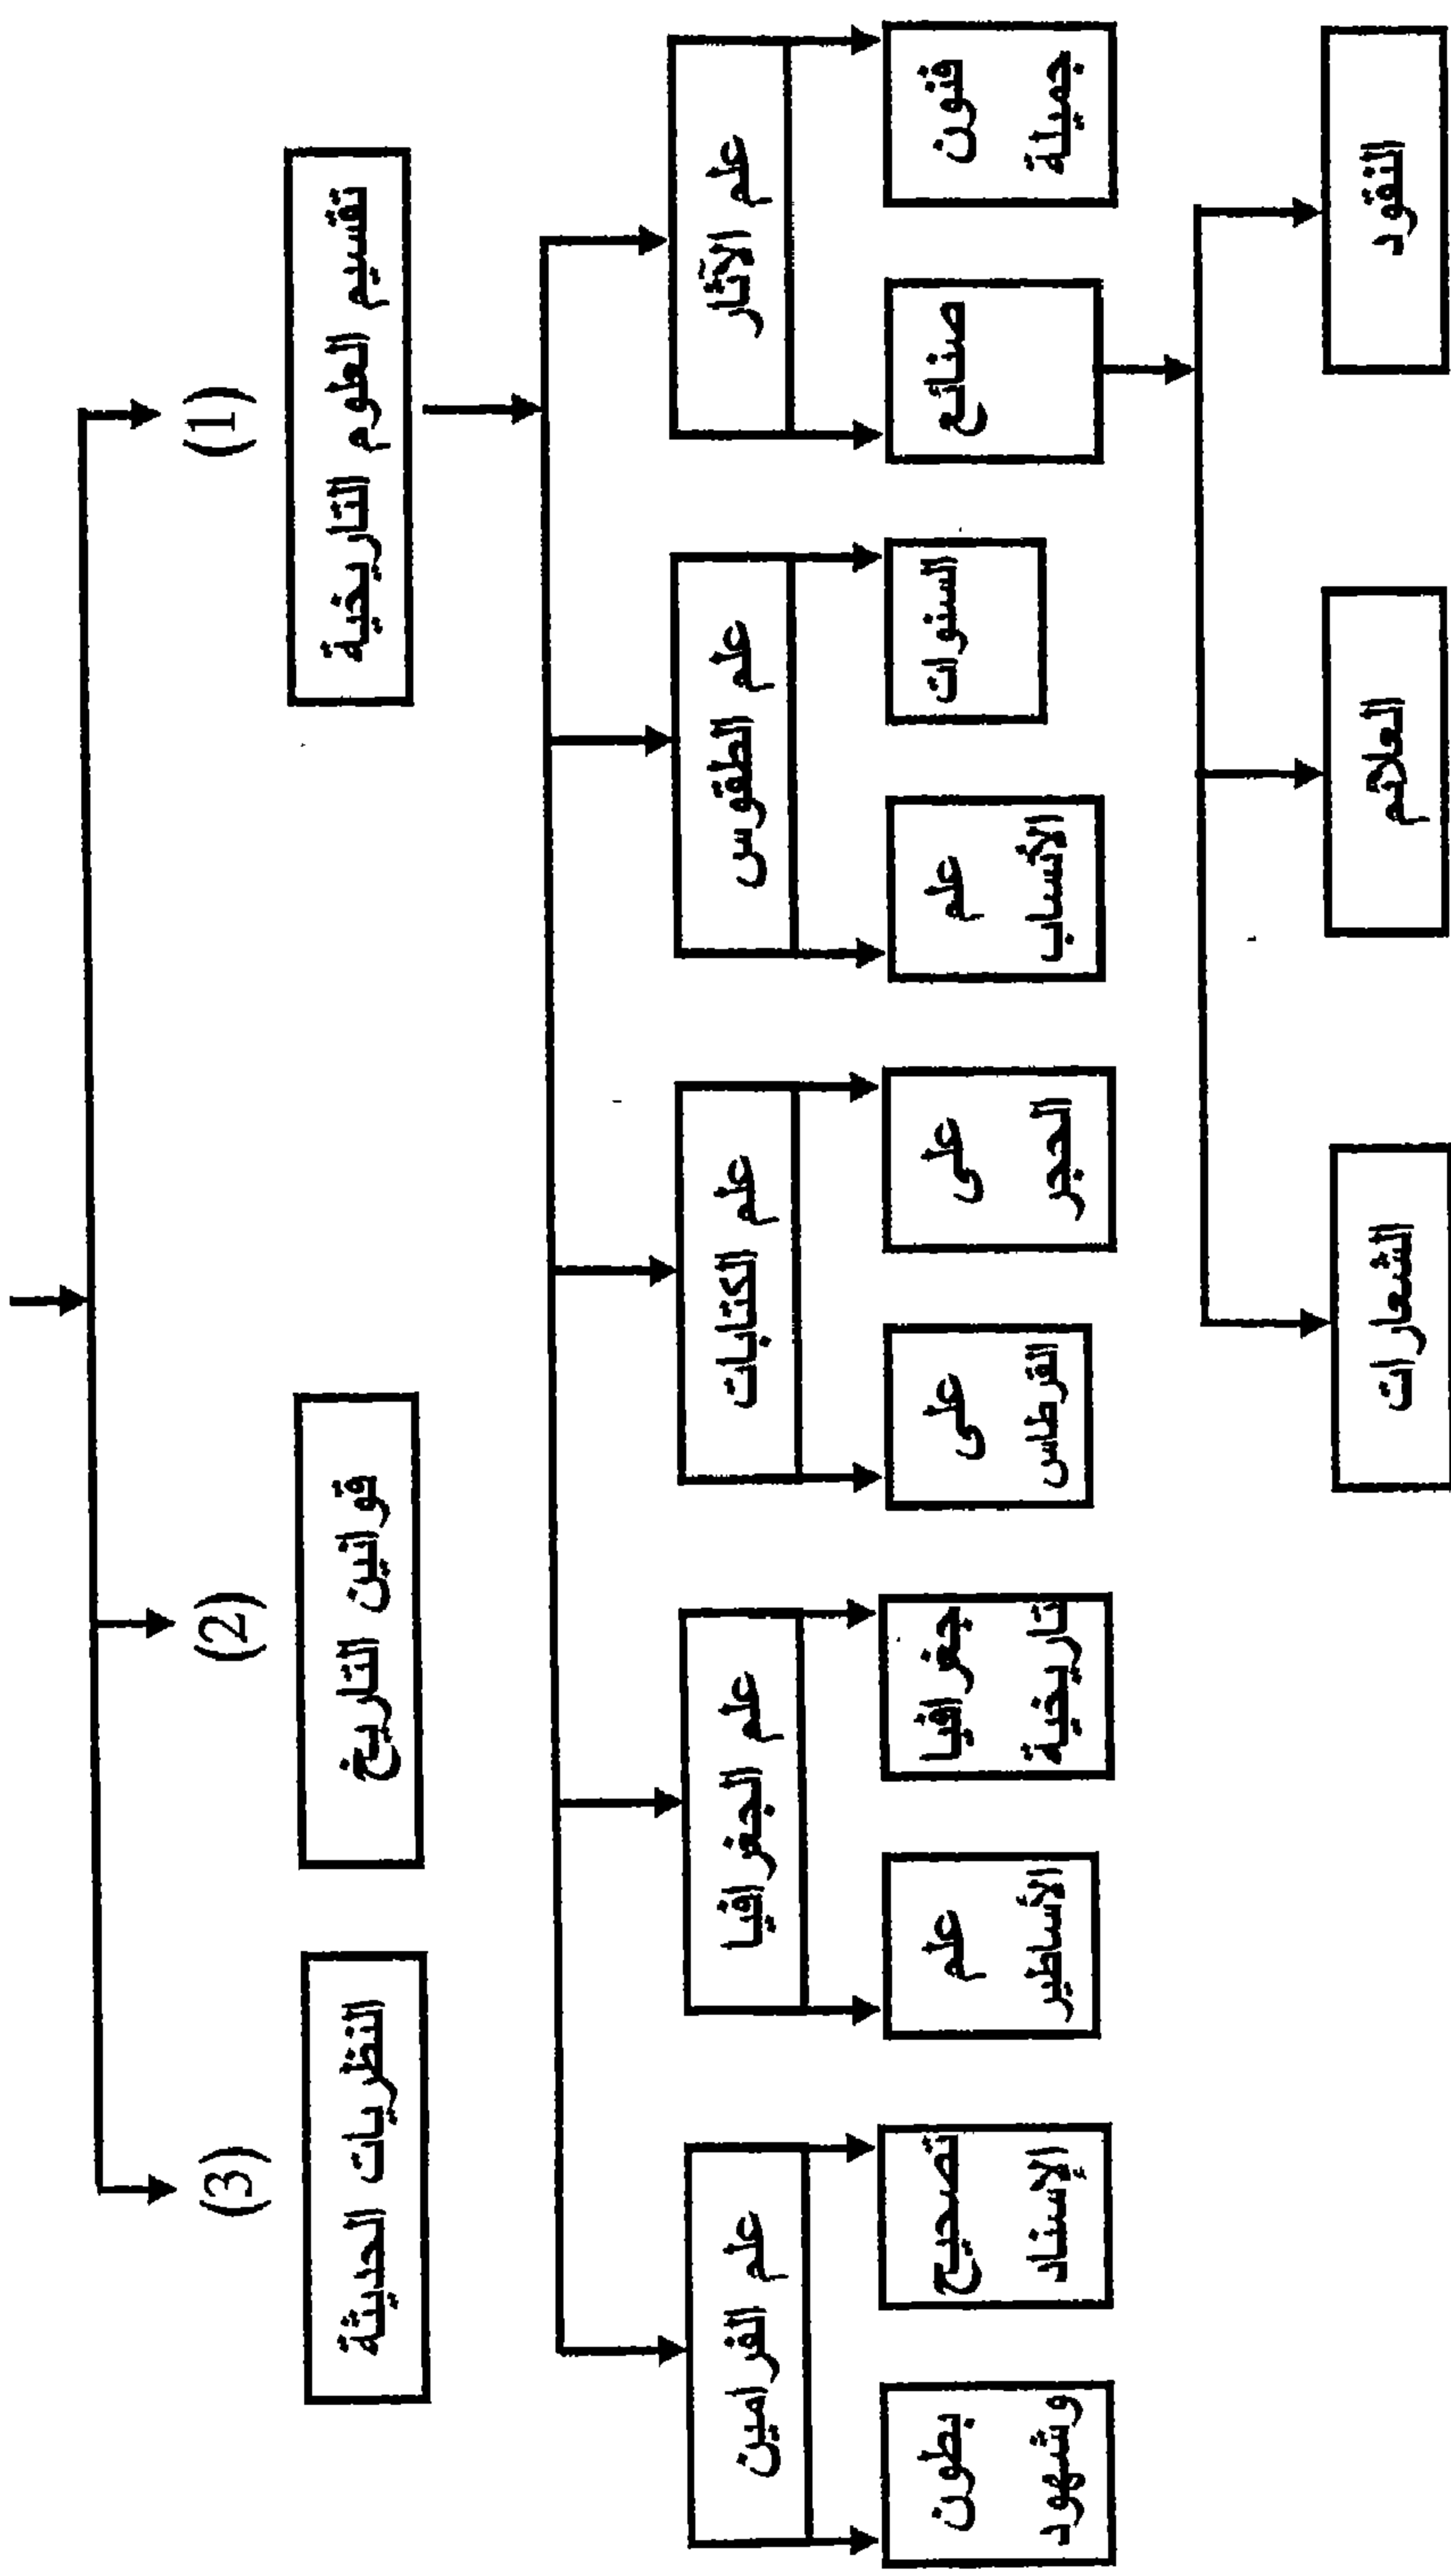 (1)
(2)
(3)
تقسيم العلوم التاريخية
قوانين التاريخ
النظريات الحديثة
علم الآثار
علم الطقوس
علم الكتابات
علم الجغرافيا
علم الفرامين
فنون
جميلة
صنائع
السنوات
علم
الأنساب
على
الحجر
على
القرطاس
جغرافيا
تاريخية
علم
الأساطير
تصحيح
الإسناد
بطون
وشهود
النقود
العلائم
الشعارات